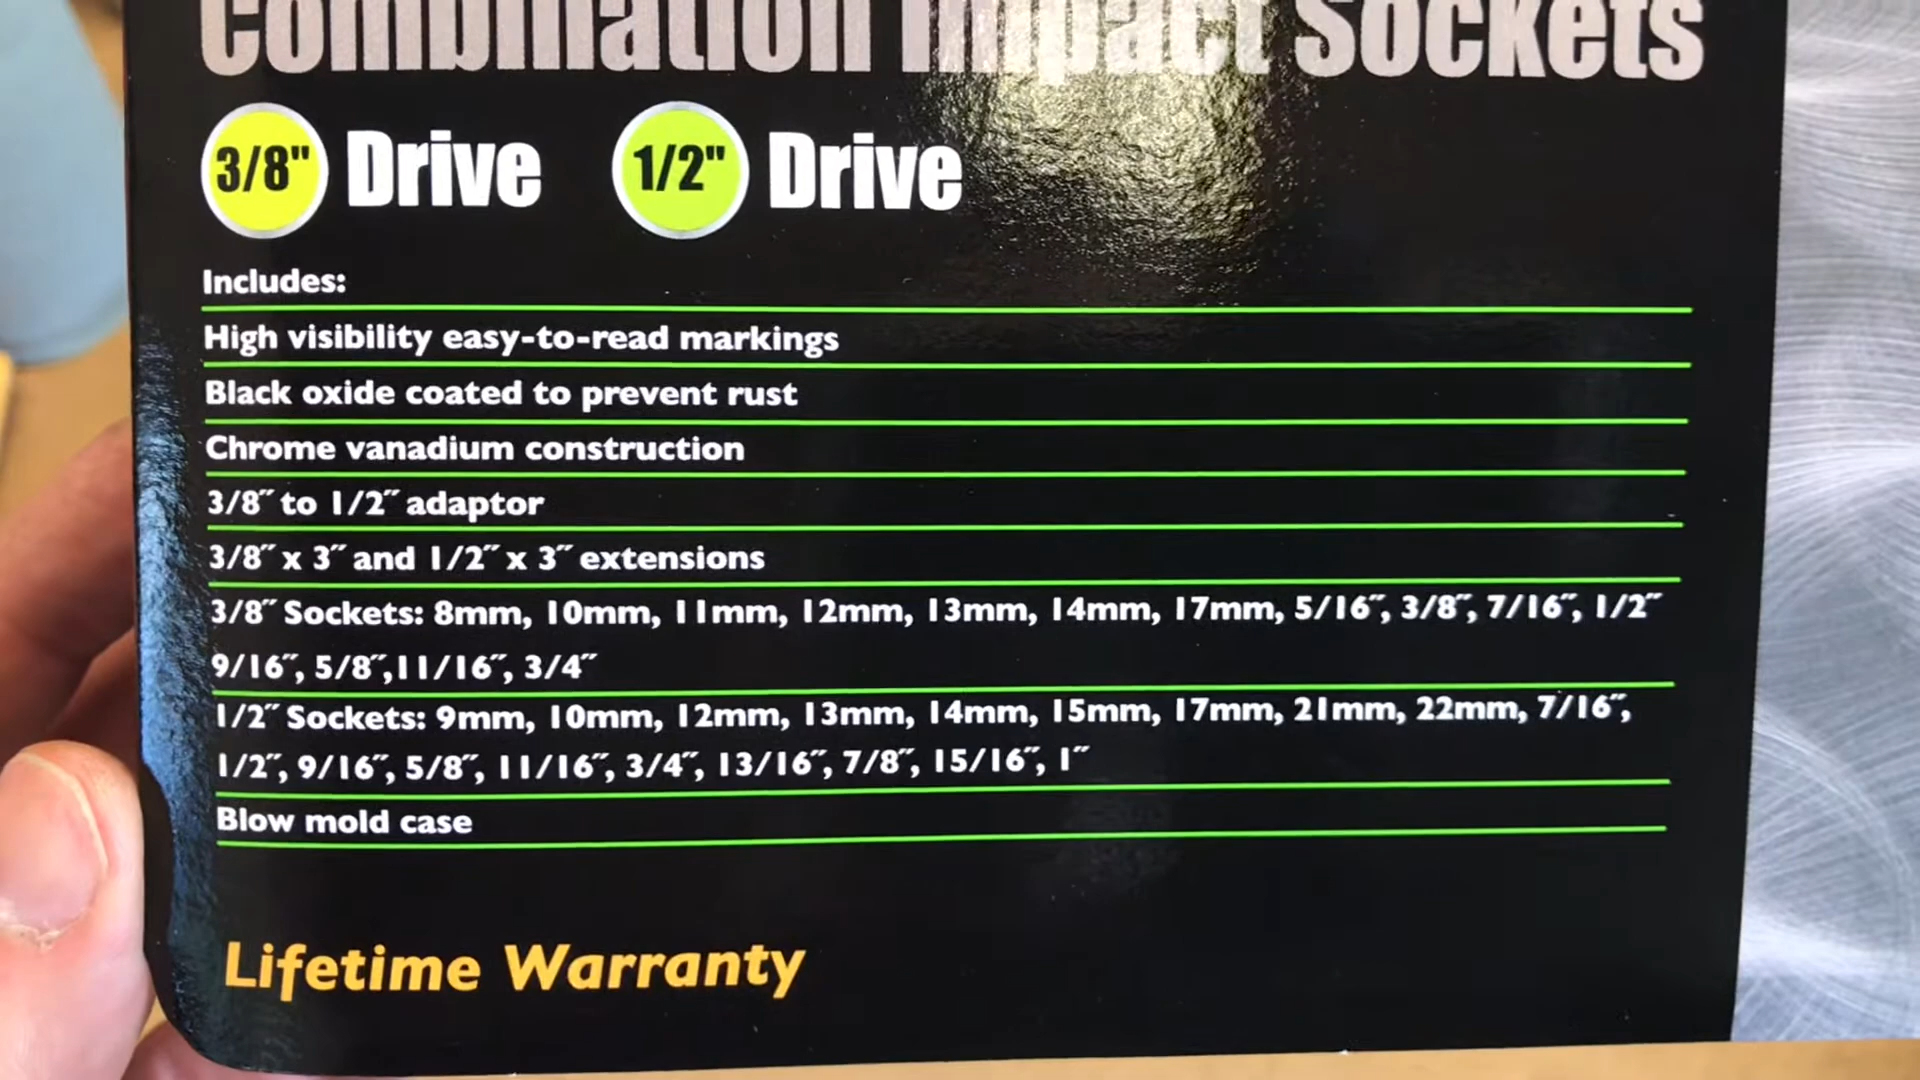 Combination Impact Sockets
3/8" Drive 1/2" Drive
Includes:
High visibility easy-to-read markings
Black oxide coated to prevent rust
Chrome vanadium construction
3/8″ to 1/2″ adaptor
3/8″ x 3″ and 1/2″ x 3″ extensions
3/8″ Sockets: 8mm, 10mm, 11mm, 12mm, 13mm, 14mm, 17mm, 5/16″, 3/8″, 7/16″, 1/2″
9/16″, 5/8″,11/16″, 3/4″
1/2″ Sockets: 9mm, 10mm, 12mm, 13mm, 14mm, 15mm, 17mm, 21mm, 22mm, 7/16″,
1/2″, 9/16″, 5/8″, 11/16″, 3/4″, 13/16″, 7/8″, 15/16″, 1″
Blow mold case
Lifetime Warranty